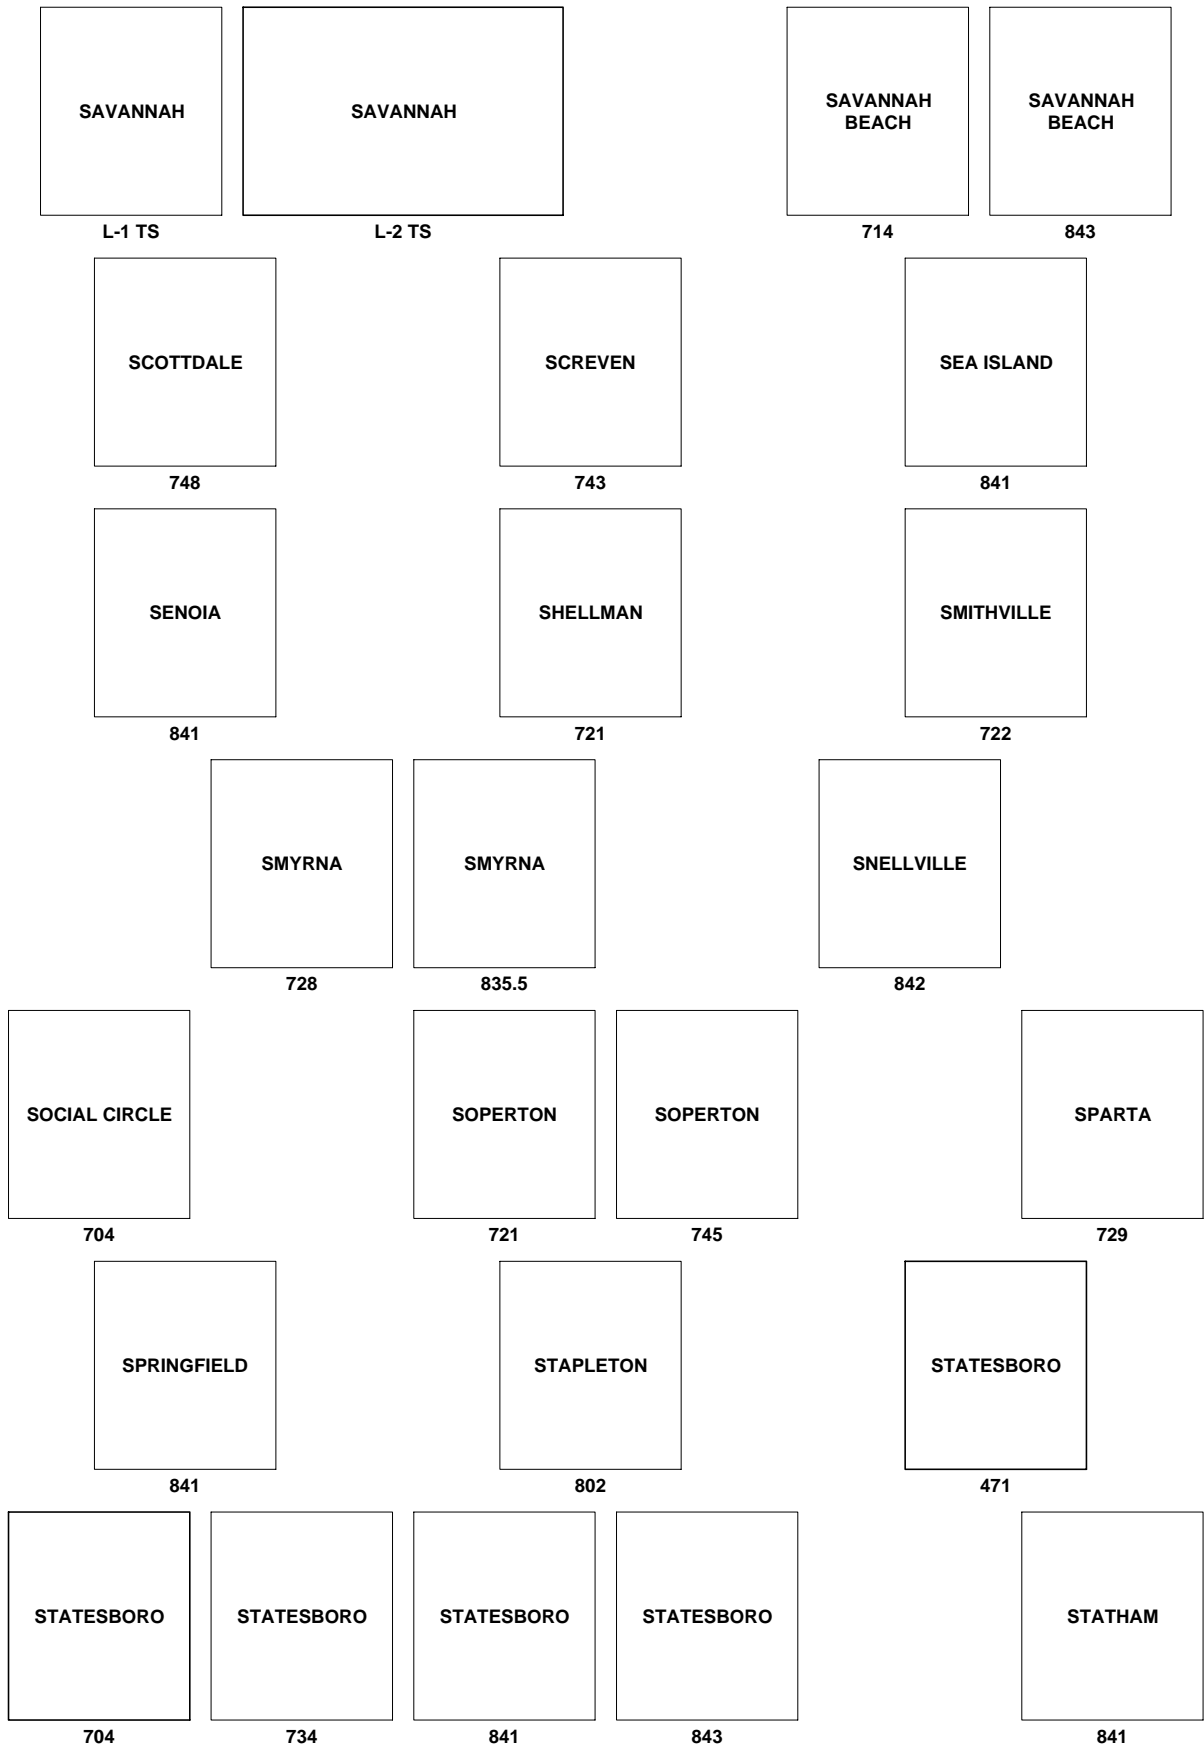 SAVANNAH
L-1 TS
SAVANNAH
L-2 TS
SAVANNAH
BEACH
714
SAVANNAH
BEACH
843
SCOTTDALE
748
SCREVEN
743
SEA ISLAND
841
SENOIA
841
SHELLMAN
721
SMITHVILLE
722
SMYRNA
728
SMYRNA
835.5
SNELLVILLE
842
SOCIAL CIRCLE
704
SOPERTON
721
SOPERTON
745
SPARTA
729
SPRINGFIELD
841
STAPLETON
802
STATESBORO
471
STATESBORO
704
STATESBORO
734
STATESBORO
841
STATESBORO
843
STATHAM
841